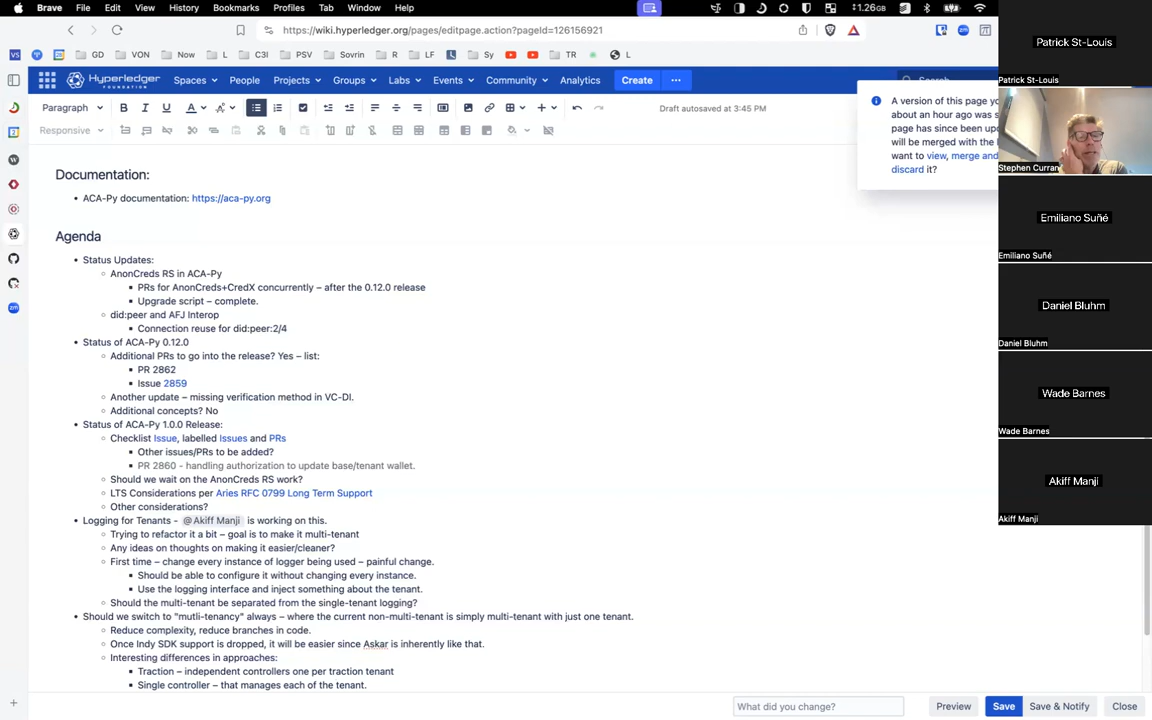 Brave File Edit View History Bookmarks Profiles Tab Window Help
1.26GB
https://wiki.hyperledger.org/pages/editpage.action?pageId=126156921
GD VON Now L C3I PSV Sovrin R LF Sy TR L
HYPERLEDGER FOUNDATION Spaces People Projects Groups Labs Events Community Analytics Create ... Search
Paragraph B I U A Draft autosaved at 3:45 PM
Responsive
A version of this page yo
about an hour ago was s
page has since been upd
will be merged with the l
want to view, merge and
discard it?
Documentation:
ACA-Py documentation: https://aca-py.org
Agenda
Status Updates:
AnonCreds RS in ACA-Py
PRs for AnonCreds+CredX concurrently – after the 0.12.0 release
Upgrade script – complete.
did:peer and AFJ Interop
Connection reuse for did:peer:2/4
Status of ACA-Py 0.12.0
Additional PRs to go into the release? Yes – list:
PR 2862
Issue 2859
Another update – missing verification method in VC-DI.
Additional concepts? No
Status of ACA-Py 1.0.0 Release:
Checklist Issue, labelled Issues and PRs
Other issues/PRs to be added?
PR 2860 - handling authorization to update base/tenant wallet.
Should we wait on the AnonCreds RS work?
LTS Considerations per Aries RFC 0799 Long Term Support
Other considerations?
Logging for Tenants - @Akiff Manji is working on this.
Trying to refactor it a bit – goal is to make it multi-tenant
Any ideas on thoughts on making it easier/cleaner?
First time – change every instance of logger being used – painful change.
Should be able to configure it without changing every instance.
Use the logging interface and inject something about the tenant.
Should the multi-tenant be separated from the single-tenant logging?
Should we switch to "mutli-tenancy" always – where the current non-multi-tenant is simply multi-tenant with just one tenant.
Reduce complexity, reduce branches in code.
Once Indy SDK support is dropped, it will be easier since Askar is inherently like that.
Interesting differences in approaches:
Traction – independent controllers one per traction tenant
Single controller – that manages each of the tenant.
What did you change? Preview Save Save & Notify Close
Patrick St-Louis
Patrick St-Louis
Stephen Curran
Emiliano Suñé
Emiliano Suñé
Daniel Bluhm
Daniel Bluhm
Wade Barnes
Wade Barnes
Akiff Manji
Akiff Manji